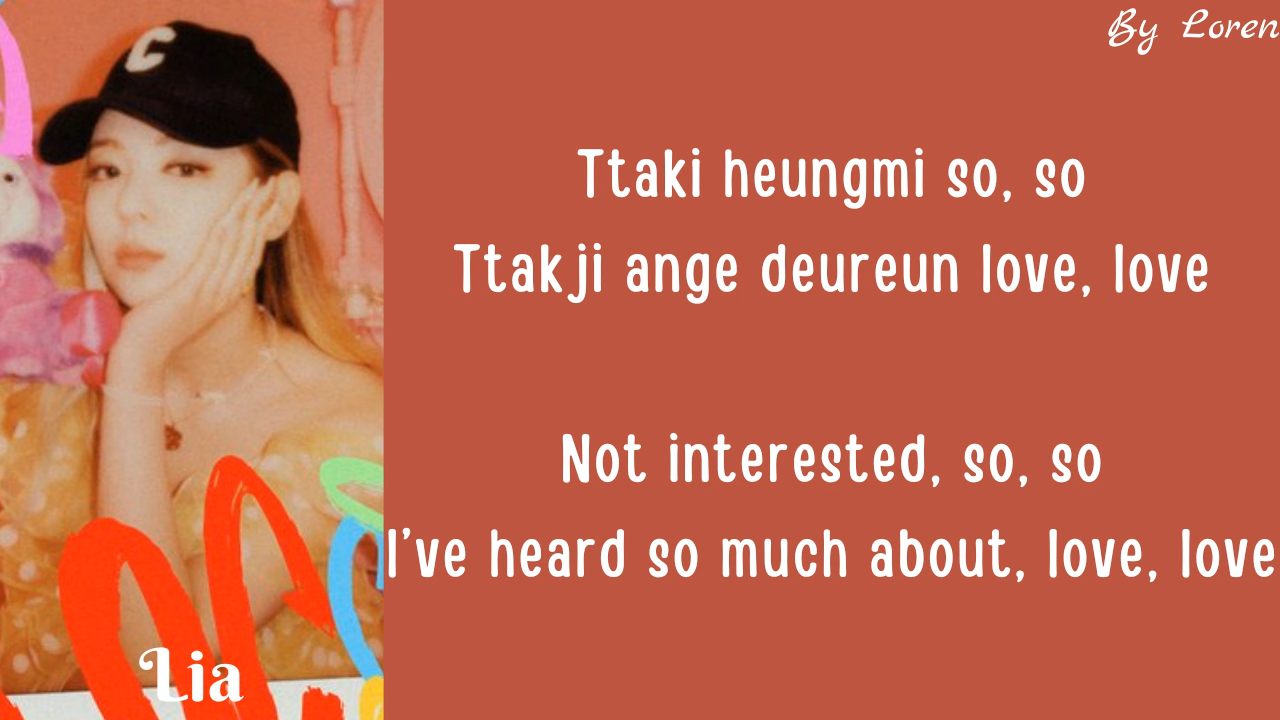 By Loren
C
Ttaki heungmi so, so
Ttakji ange deureun love, love
Not interested, so, so
I've heard so much about, love, love
Lia